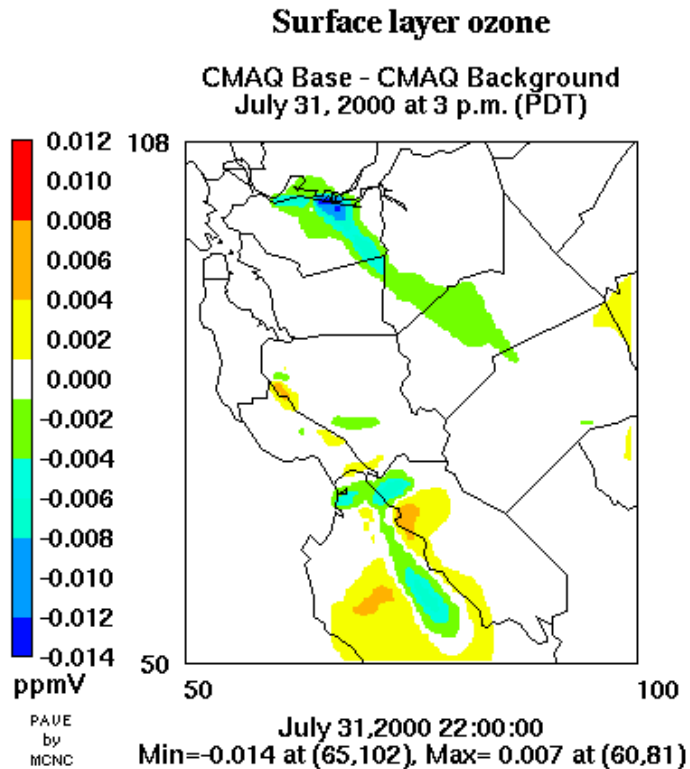 Surface layer ozone
CMAQ Base - CMAQ Background
July 31, 2000 at 3 p.m. (PDT)
0.012
0.010
0.008
0.006
0.004
0.002
0.000
-0.002
-0.004
-0.006
-0.008
-0.010
-0.012
-0.014
ppmV
PAVE
by
MCNC
108
50
50
100
July 31,2000 22:00:00
Min=-0.014 at (65,102), Max= 0.007 at (60,81)